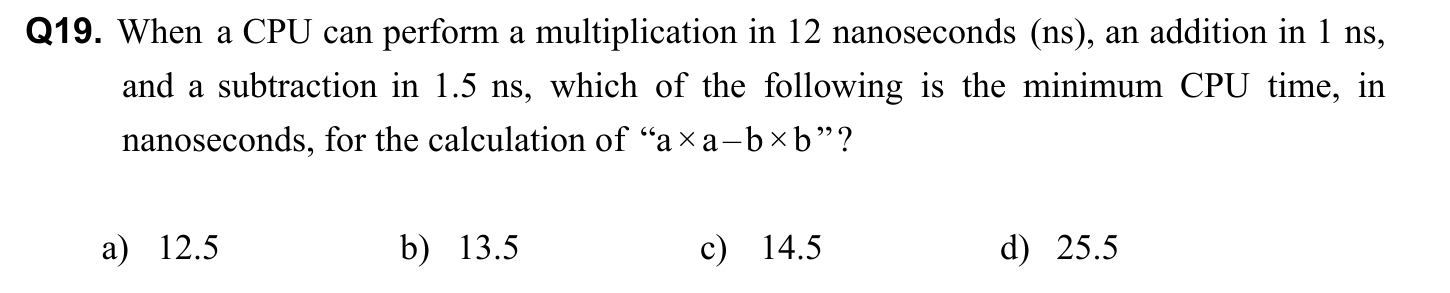 Q19. When a CPU can perform a multiplication in 12 nanoseconds (ns), an addition in 1 ns,
and a subtraction in 1.5 ns, which of the following is the minimum CPU time, in
nanoseconds, for the calculation of “a×a–b×b”?
a) 12.5 b) 13.5 c) 14.5 d) 25.5